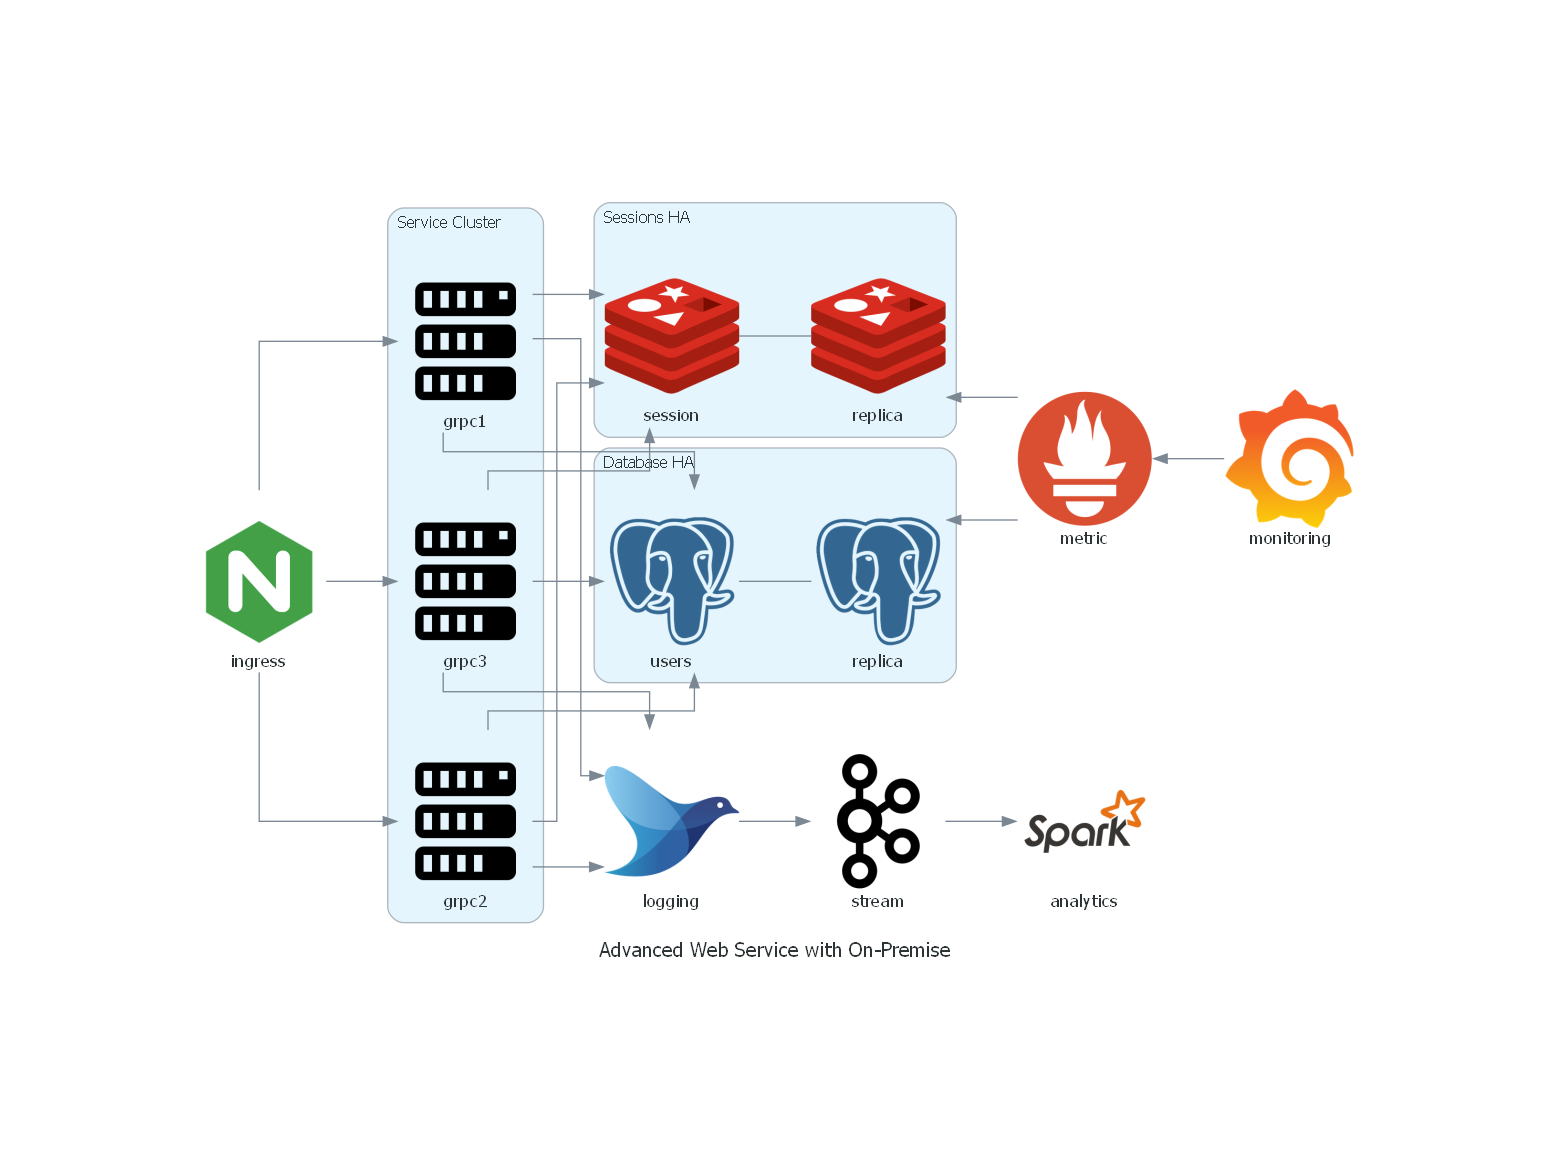 Service Cluster
Sessions HA
grpc1
session
replica
Database HA
metric
monitoring
N
ingress
grpc3
users
replica
Spark
grpc2
logging
stream
analytics
Advanced Web Service with On-Premise